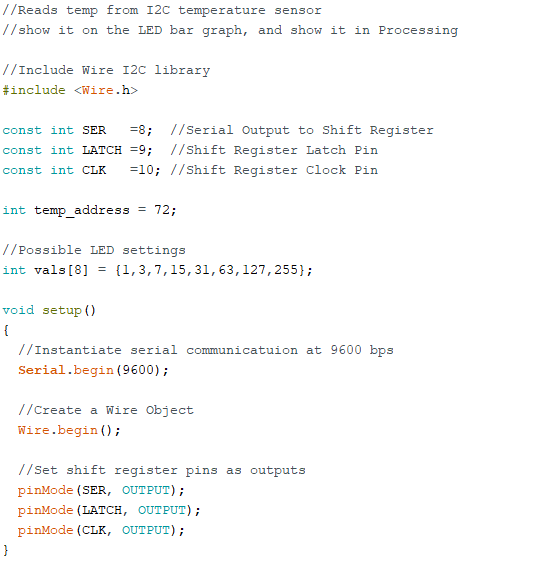 //Reads temp from I2C temperature sensor
//show it on the LED bar graph, and show it in Processing

//Include Wire I2C library
#include <Wire.h>

const int SER   =8;  //Serial Output to Shift Register
const int LATCH =9;  //Shift Register Latch Pin
const int CLK   =10; //Shift Register Clock Pin

int temp_address = 72;

//Possible LED settings
int vals[8] = {1,3,7,15,31,63,127,255};

void setup()
{
  //Instantiate serial communicatuion at 9600 bps
  Serial.begin(9600);

  //Create a Wire Object
  Wire.begin();

  //Set shift register pins as outputs
  pinMode(SER, OUTPUT);
  pinMode(LATCH, OUTPUT);
  pinMode(CLK, OUTPUT);
}